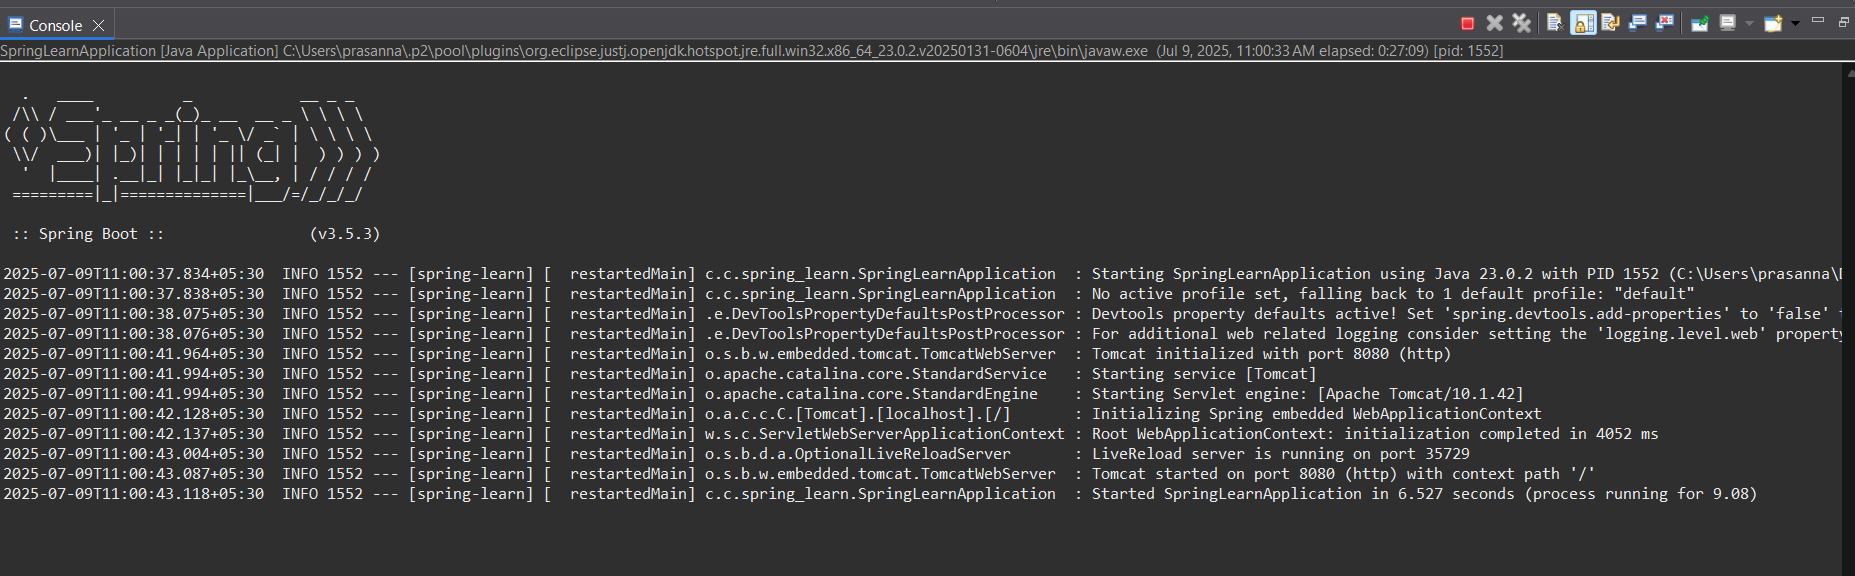 Console
SpringLearnApplication [Java Application] C:\Users\prasanna\.p2\pool\plugins\org.eclipse.justj.openjdk.hotspot.jre.full.win32.x86_64_23.0.2.v20250131-0604\jre\bin\javaw.exe (Jul 9, 2025, 11:00:33 AM elapsed: 0:27:09) [pid: 1552]
  .   ____          _            __ _ _
 /\\ / ___'_ __ _ _(_)_ __  __ _ \ \ \ \
( ( )\___ | '_ | '_| | '_ \/ _` | \ \ \ \
 \\/  ___)| |_)| | | | | || (_| |  ) ) ) )
  '  |____| .__|_| |_|_| |_\__, | / / / /
 =========|_|==============|___/=/_/_/_/
 :: Spring Boot ::                (v3.5.3)
2025-07-09T11:00:37.834+05:30  INFO 1552 --- [spring-learn] [  restartedMain] c.c.spring_learn.SpringLearnApplication  : Starting SpringLearnApplication using Java 23.0.2 with PID 1552 (C:\Users\prasanna\D
2025-07-09T11:00:37.838+05:30  INFO 1552 --- [spring-learn] [  restartedMain] c.c.spring_learn.SpringLearnApplication  : No active profile set, falling back to 1 default profile: "default"
2025-07-09T11:00:38.075+05:30  INFO 1552 --- [spring-learn] [  restartedMain] .e.DevToolsPropertyDefaultsPostProcessor : Devtools property defaults active! Set 'spring.devtools.add-properties' to 'false'
2025-07-09T11:00:38.076+05:30  INFO 1552 --- [spring-learn] [  restartedMain] .e.DevToolsPropertyDefaultsPostProcessor : For additional web related logging consider setting the 'logging.level.web' property
2025-07-09T11:00:41.964+05:30  INFO 1552 --- [spring-learn] [  restartedMain] o.s.b.w.embedded.tomcat.TomcatWebServer  : Tomcat initialized with port 8080 (http)
2025-07-09T11:00:41.994+05:30  INFO 1552 --- [spring-learn] [  restartedMain] o.apache.catalina.core.StandardService   : Starting service [Tomcat]
2025-07-09T11:00:41.994+05:30  INFO 1552 --- [spring-learn] [  restartedMain] o.apache.catalina.core.StandardEngine    : Starting Servlet engine: [Apache Tomcat/10.1.42]
2025-07-09T11:00:42.128+05:30  INFO 1552 --- [spring-learn] [  restartedMain] o.a.c.c.C.[Tomcat].[localhost].[/]       : Initializing Spring embedded WebApplicationContext
2025-07-09T11:00:42.137+05:30  INFO 1552 --- [spring-learn] [  restartedMain] w.s.c.ServletWebServerApplicationContext : Root WebApplicationContext: initialization completed in 4052 ms
2025-07-09T11:00:43.004+05:30  INFO 1552 --- [spring-learn] [  restartedMain] o.s.b.d.a.OptionalLiveReloadServer       : LiveReload server is running on port 35729
2025-07-09T11:00:43.087+05:30  INFO 1552 --- [spring-learn] [  restartedMain] o.s.b.w.embedded.tomcat.TomcatWebServer  : Tomcat started on port 8080 (http) with context path '/'
2025-07-09T11:00:43.118+05:30  INFO 1552 --- [spring-learn] [  restartedMain] c.c.spring_learn.SpringLearnApplication  : Started SpringLearnApplication in 6.527 seconds (process running for 9.08)